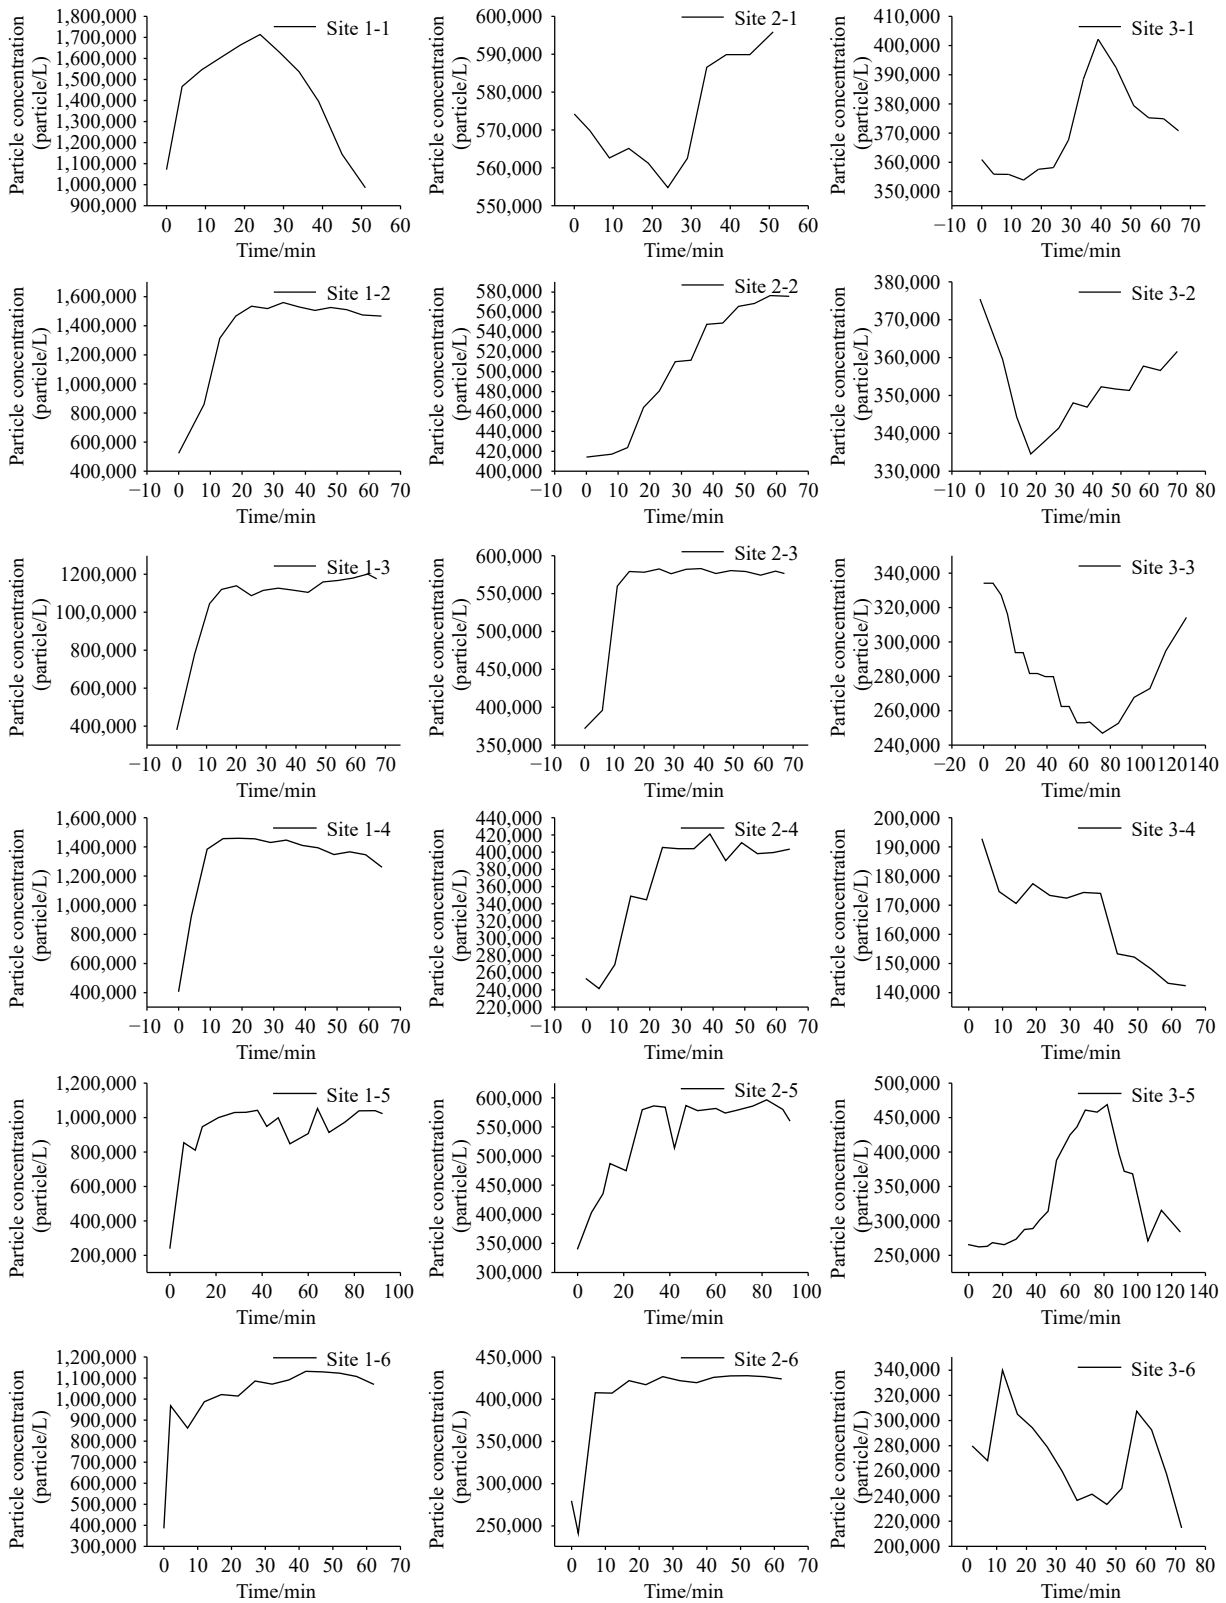 Particle concentration
(particle/L)
1,800,000
1,700,000
1,600,000
1,500,000
1,400,000
1,300,000
1,200,000
1,100,000
1,000,000
900,000
Site 1-1
0 10 20 30 40 50 60
Time/min
Particle concentration
(particle/L)
600,000
590,000
580,000
570,000
560,000
550,000
Site 2-1
0 10 20 30 40 50 60
Time/min
Particle concentration
(particle/L)
410,000
400,000
390,000
380,000
370,000
360,000
350,000
Site 3-1
−10 0 10 20 30 40 50 60 70
Time/min
Particle concentration
(particle/L)
1,600,000
1,400,000
1,200,000
1,000,000
800,000
600,000
400,000
Site 1-2
−10 0 10 20 30 40 50 60 70
Time/min
Particle concentration
(particle/L)
580,000
560,000
540,000
520,000
500,000
480,000
460,000
440,000
420,000
400,000
Site 2-2
−10 0 10 20 30 40 50 60 70
Time/min
Particle concentration
(particle/L)
380,000
370,000
360,000
350,000
340,000
330,000
Site 3-2
−10 0 10 20 30 40 50 60 70 80
Time/min
Particle concentration
(particle/L)
1200,000
1000,000
800,000
600,000
400,000
Site 1-3
−10 0 10 20 30 40 50 60 70
Time/min
Particle concentration
(particle/L)
600,000
550,000
500,000
450,000
400,000
350,000
Site 2-3
−10 0 10 20 30 40 50 60 70
Time/min
Particle concentration
(particle/L)
340,000
320,000
300,000
280,000
260,000
240,000
Site 3-3
−20 0 20 40 60 80 100 120 140
Time/min
Particle concentration
(particle/L)
1,600,000
1,400,000
1,200,000
1,000,000
800,000
600,000
400,000
Site 1-4
−10 0 10 20 30 40 50 60 70
Time/min
Particle concentration
(particle/L)
440,000
420,000
400,000
380,000
360,000
340,000
320,000
300,000
280,000
260,000
240,000
220,000
Site 2-4
−10 0 10 20 30 40 50 60 70
Time/min
Particle concentration
(particle/L)
200,000
190,000
180,000
170,000
160,000
150,000
140,000
Site 3-4
0 10 20 30 40 50 60 70
Time/min
Particle concentration
(particle/L)
1,200,000
1,000,000
800,000
600,000
400,000
200,000
Site 1-5
0 20 40 60 80 100
Time/min
Particle concentration
(particle/L)
600,000
550,000
500,000
450,000
400,000
350,000
300,000
Site 2-5
0 20 40 60 80 100
Time/min
Particle concentration
(particle/L)
500,000
450,000
400,000
350,000
300,000
250,000
Site 3-5
0 20 40 60 80 100 120 140
Time/min
Particle concentration
(particle/L)
1,200,000
1,100,000
1,000,000
900,000
800,000
700,000
600,000
500,000
400,000
300,000
Site 1-6
0 10 20 30 40 50 60 70
Time/min
Particle concentration
(particle/L)
450,000
400,000
350,000
300,000
250,000
Site 2-6
0 10 20 30 40 50 60 70
Time/min
Particle concentration
(particle/L)
340,000
320,000
300,000
280,000
260,000
240,000
220,000
200,000
Site 3-6
0 10 20 30 40 50 60 70 80
Time/min